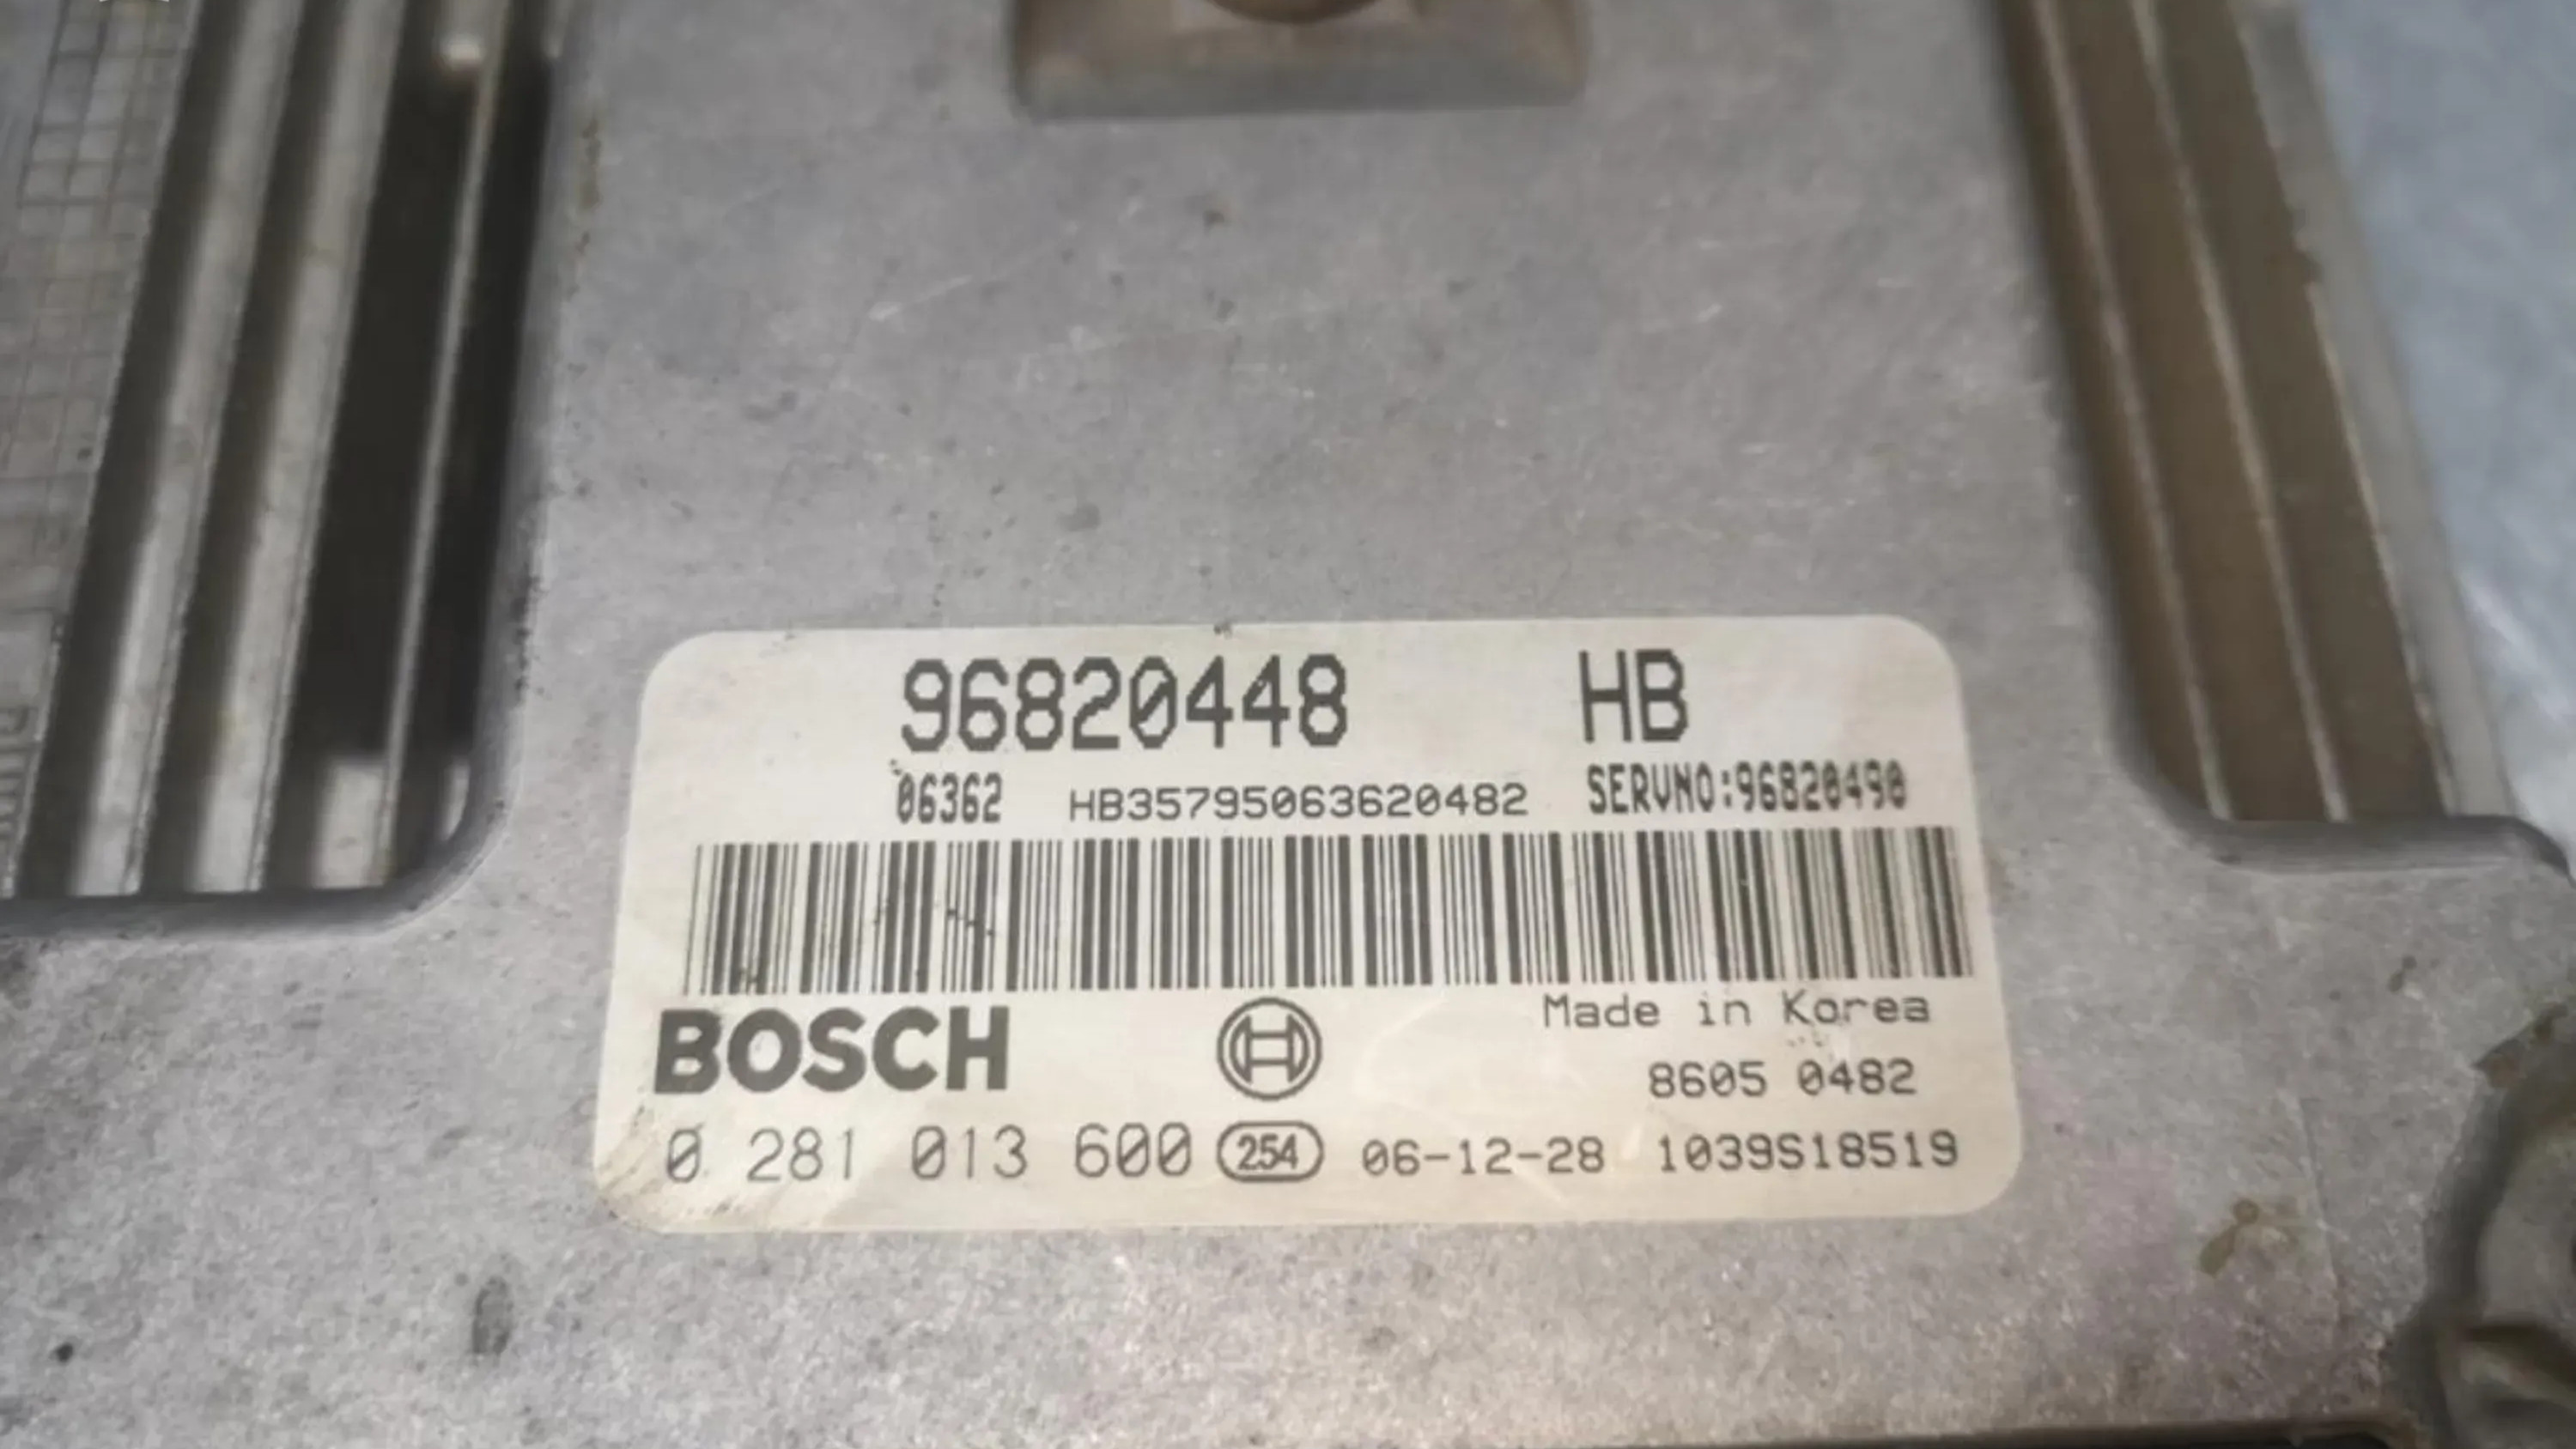 96820448 HB
06362 HB35795063620482 SERVNO:96820490
BOSCH
Made in Korea
8605 0482
0 281 013 600 254 06-12-28 1039S18519